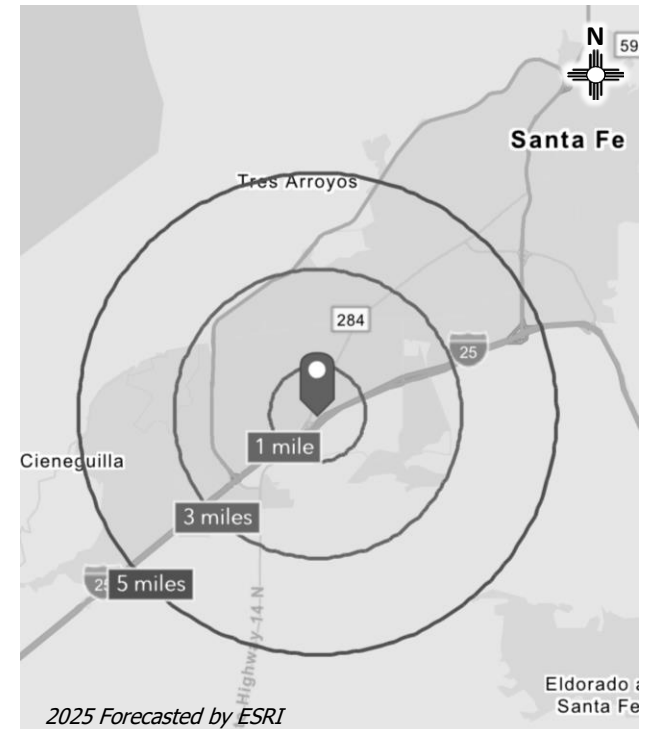 N
59
Santa Fe
Tres Arroyos
284
25
1 mile
Cieneguilla
3 miles
25
5 miles
Highway 14 N
Eldorado a
Santa Fe
2025 Forecasted by ESRI